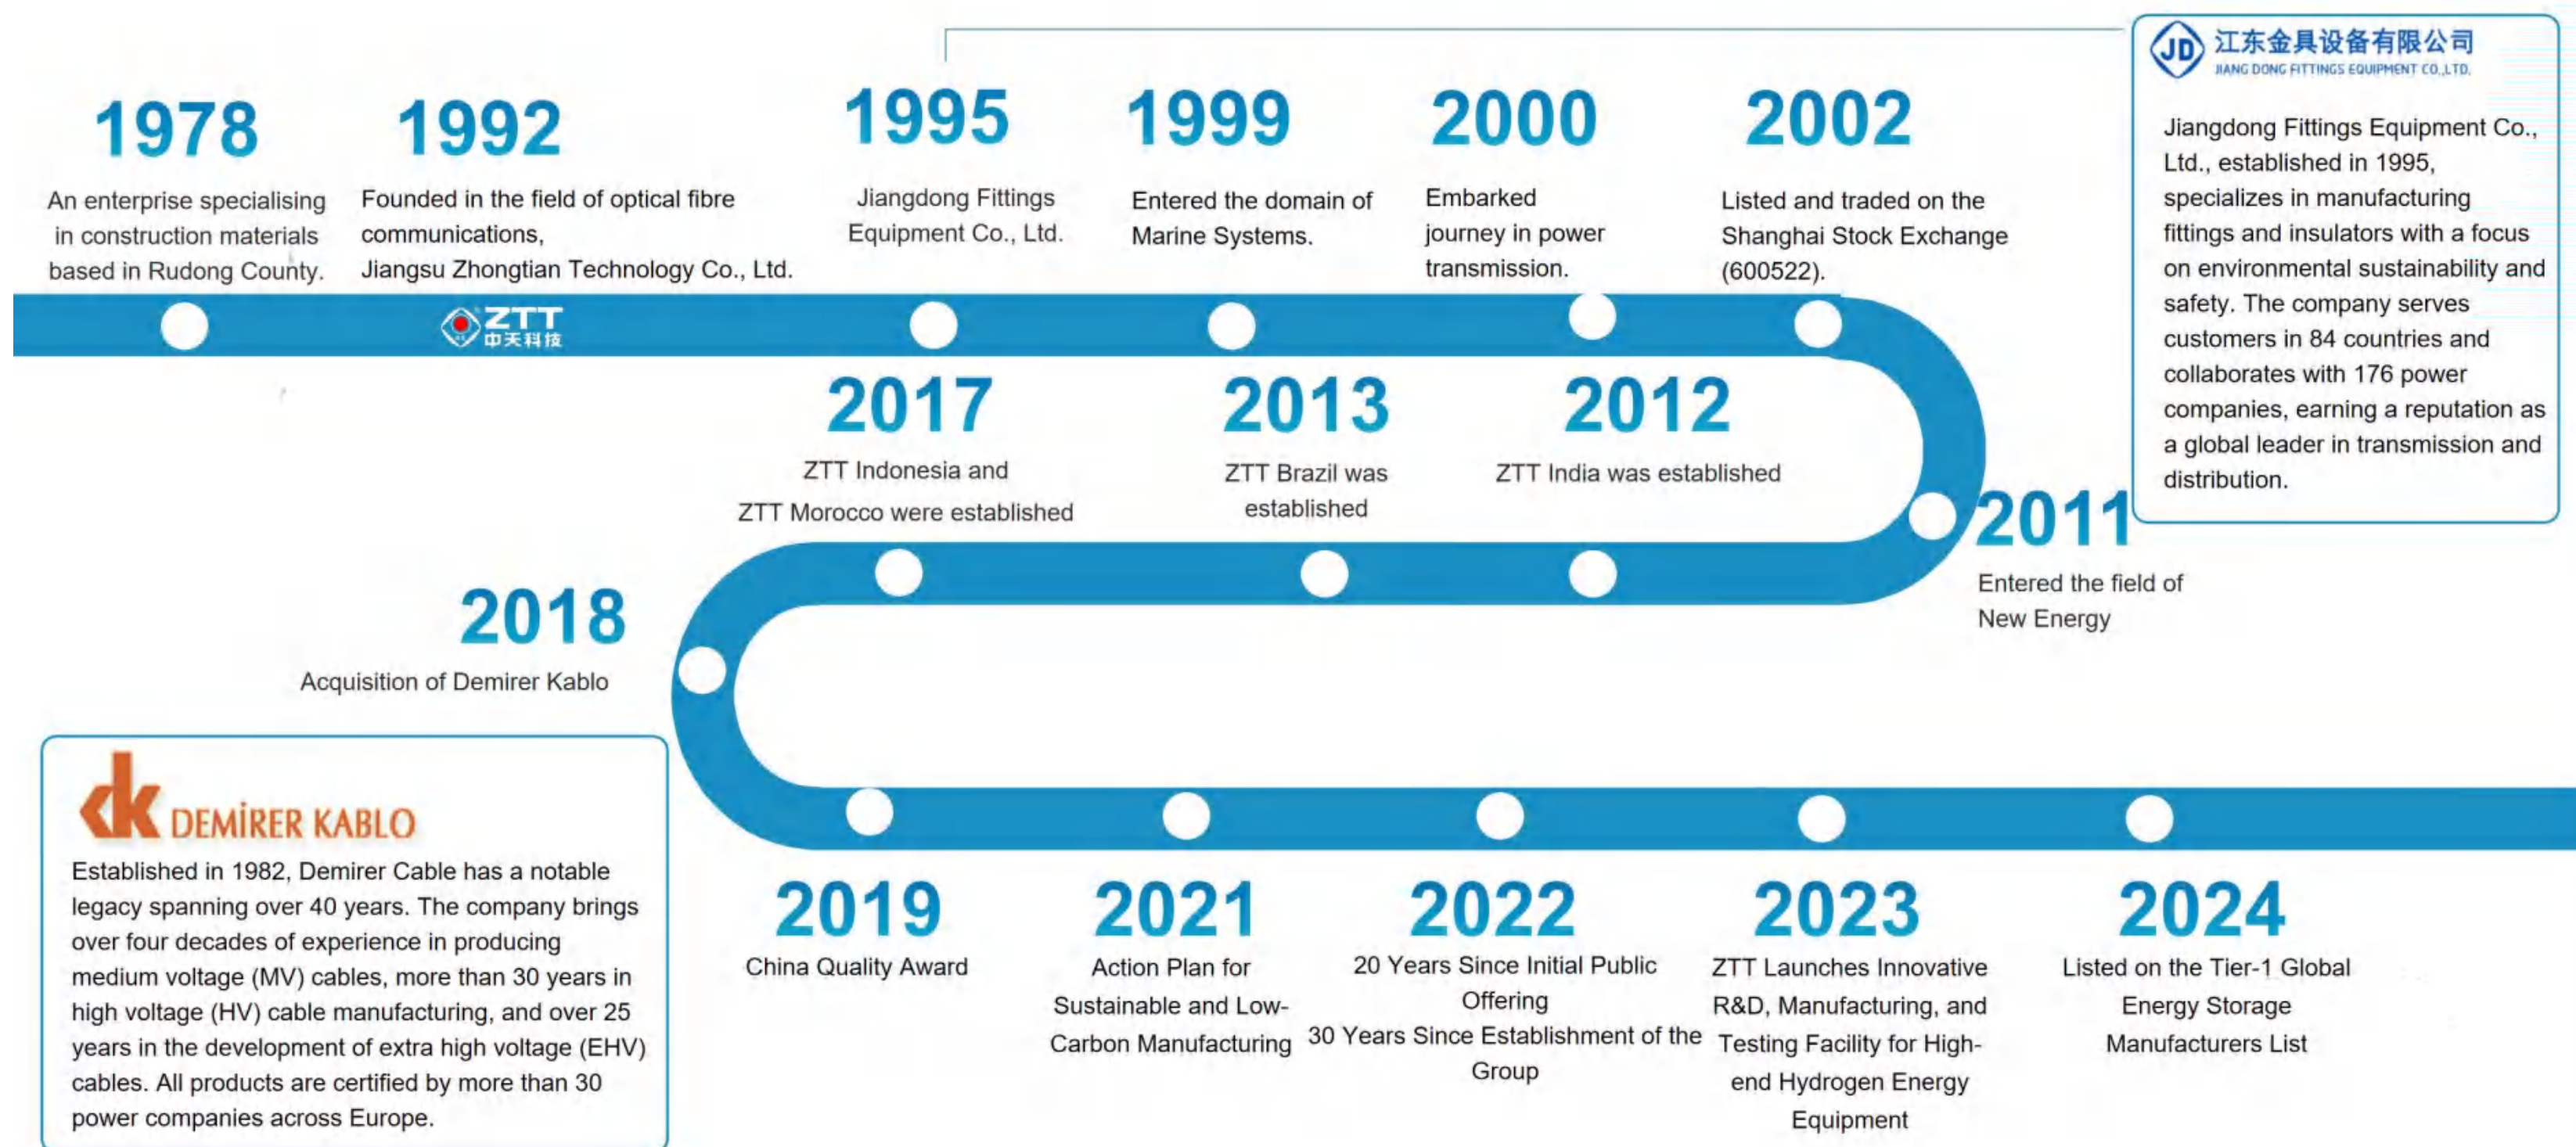 江东金具设备有限公司
JIANG DONG FITTINGS EQUIPMENT CO.,LTD.
Jiangdong Fittings Equipment Co.,
Ltd., established in 1995,
specializes in manufacturing
fittings and insulators with a focus
on environmental sustainability and
safety. The company serves
customers in 84 countries and
collaborates with 176 power
companies, earning a reputation as
a global leader in transmission and
distribution.
1978
An enterprise specialising
in construction materials
based in Rudong County.
1992
Founded in the field of optical fibre
communications,
Jiangsu Zhongtian Technology Co., Ltd.
ZTT
中天科技
1995
Jiangdong Fittings
Equipment Co., Ltd.
1999
Entered the domain of
Marine Systems.
2000
Embarked
journey in power
transmission.
2002
Listed and traded on the
Shanghai Stock Exchange
(600522).
2011
Entered the field of
New Energy
2012
ZTT India was established
2013
ZTT Brazil was
established
2017
ZTT Indonesia and
ZTT Morocco were established
2018
Acquisition of Demirer Kablo
dk DEMİRER KABLO
Established in 1982, Demirer Cable has a notable
legacy spanning over 40 years. The company brings
over four decades of experience in producing
medium voltage (MV) cables, more than 30 years in
high voltage (HV) cable manufacturing, and over 25
years in the development of extra high voltage (EHV)
cables. All products are certified by more than 30
power companies across Europe.
2019
China Quality Award
2021
Action Plan for
Sustainable and Low-
Carbon Manufacturing
2022
20 Years Since Initial Public
Offering
30 Years Since Establishment of the
Group
2023
ZTT Launches Innovative
R&D, Manufacturing, and
Testing Facility for High-
end Hydrogen Energy
Equipment
2024
Listed on the Tier-1 Global
Energy Storage
Manufacturers List
JD